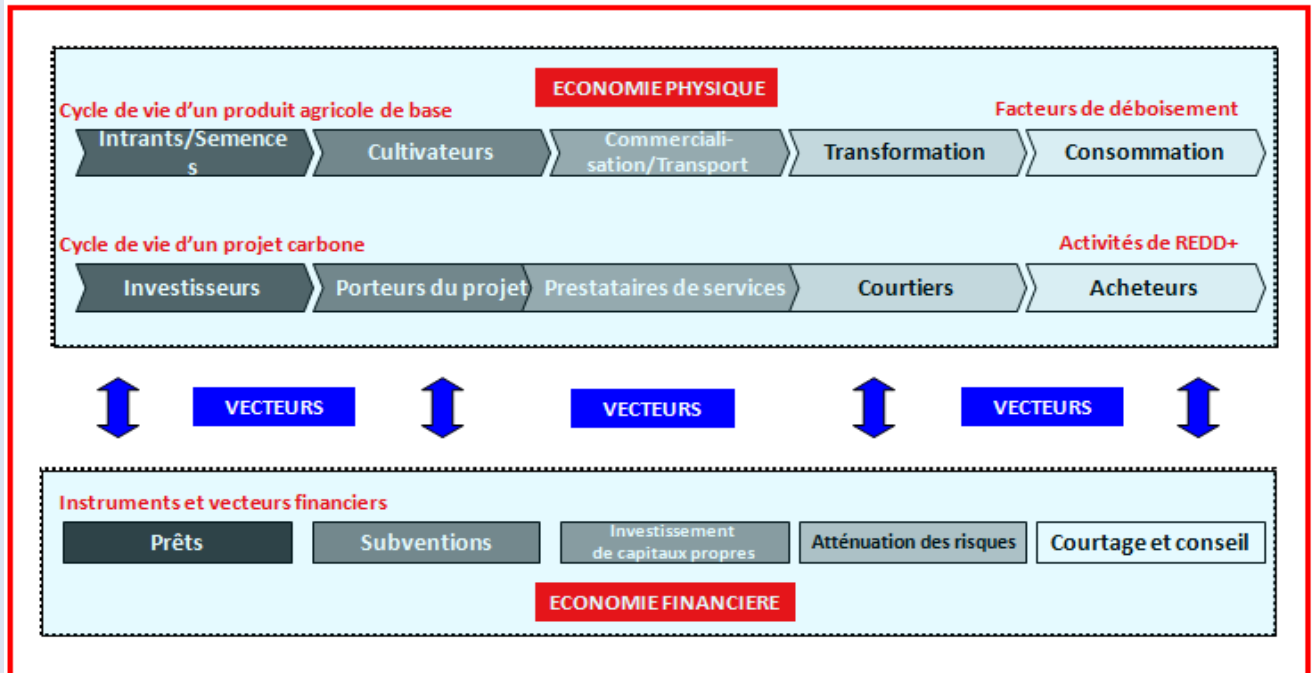 ECONOMIE PHYSIQUE
Cycle de vie d’un produit agricole de base
Facteurs de déboisement
Intrants/Semence
s
Cultivateurs
Commerciali-
sation/Transport
Transformation
Consommation
Cycle de vie d’un projet carbone
Activités de REDD+
Investisseurs
Porteurs du projet
Prestataires de services
Courtiers
Acheteurs
VECTEURS
VECTEURS
VECTEURS
Instruments et vecteurs financiers
Prêts
Subventions
Investissement
de capitaux propres
Atténuation des risques
Courtage et conseil
ECONOMIE FINANCIERE